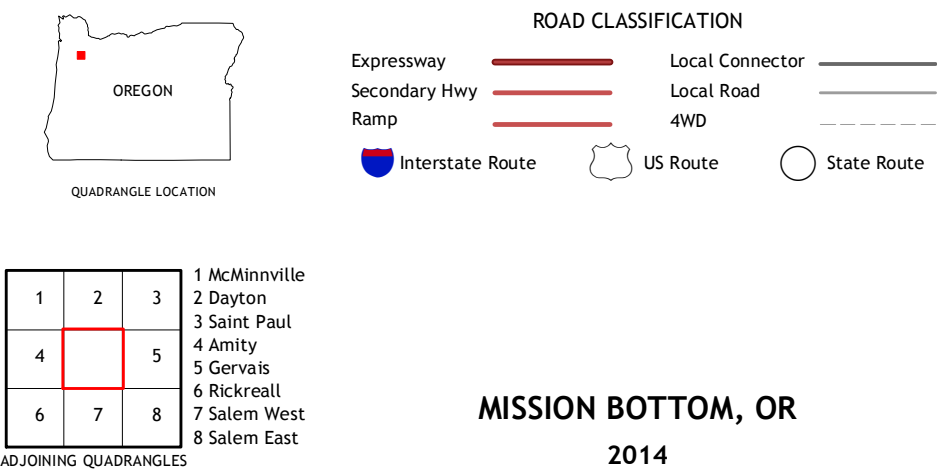 OREGON
QUADRANGLE LOCATION
ROAD CLASSIFICATION
Expressway
Secondary Hwy
Ramp
Local Connector
Local Road
4WD
Interstate Route
US Route
State Route
1 2 3
4 5
6 7 8
ADJOINING QUADRANGLES
1 McMinnville
2 Dayton
3 Saint Paul
4 Amity
5 Gervais
6 Rickreall
7 Salem West
8 Salem East
MISSION BOTTOM, OR
2014